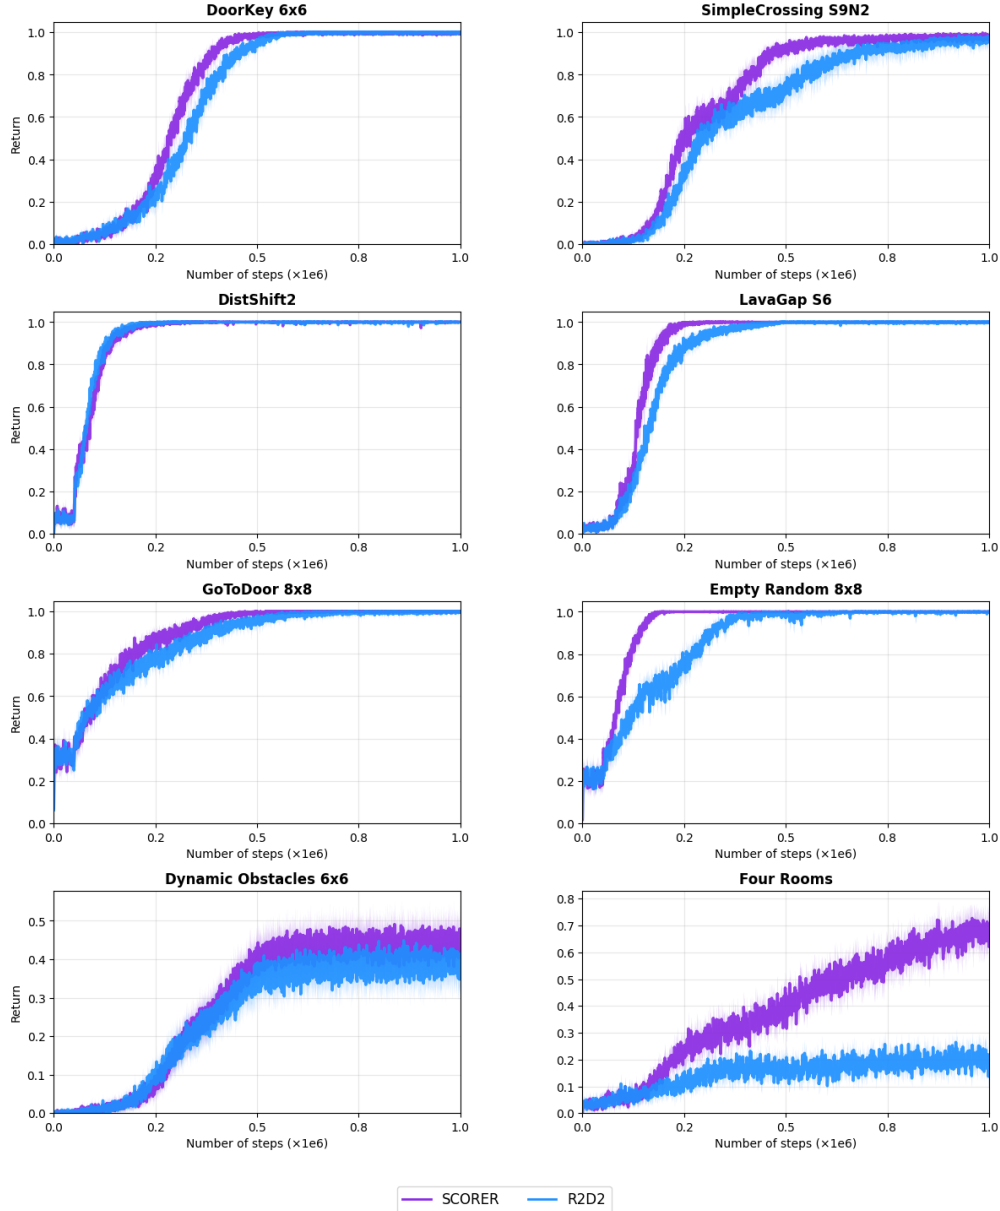 DoorKey 6x6
1.0
0.8
0.6
0.4
0.2
0.0
Return
0.0 0.2 0.5 0.8 1.0
Number of steps (×1e6)
SimpleCrossing S9N2
1.0
0.8
0.6
0.4
0.2
0.0
0.0 0.2 0.5 0.8 1.0
Number of steps (×1e6)
DistShift2
1.0
0.8
0.6
0.4
0.2
0.0
Return
0.0 0.2 0.5 0.8 1.0
Number of steps (×1e6)
LavaGap S6
1.0
0.8
0.6
0.4
0.2
0.0
0.0 0.2 0.5 0.8 1.0
Number of steps (×1e6)
GoToDoor 8x8
1.0
0.8
0.6
0.4
0.2
0.0
Return
0.0 0.2 0.5 0.8 1.0
Number of steps (×1e6)
Empty Random 8x8
1.0
0.8
0.6
0.4
0.2
0.0
0.0 0.2 0.5 0.8 1.0
Number of steps (×1e6)
Dynamic Obstacles 6x6
0.5
0.4
0.3
0.2
0.1
0.0
Return
0.0 0.2 0.5 0.8 1.0
Number of steps (×1e6)
Four Rooms
0.8
0.7
0.6
0.5
0.4
0.3
0.2
0.1
0.0
0.0 0.2 0.5 0.8 1.0
Number of steps (×1e6)
SCORER R2D2